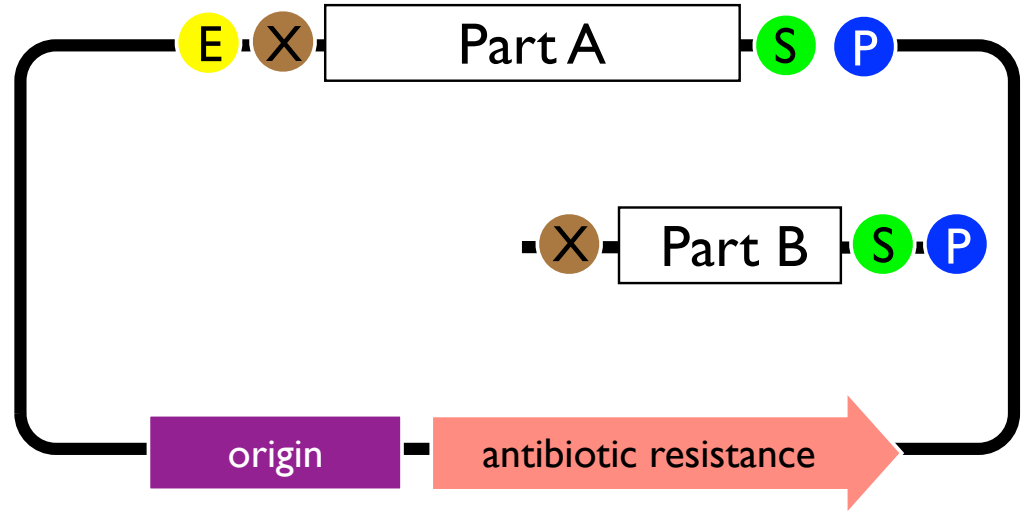 E X Part A S P
X Part B S P
origin antibiotic resistance